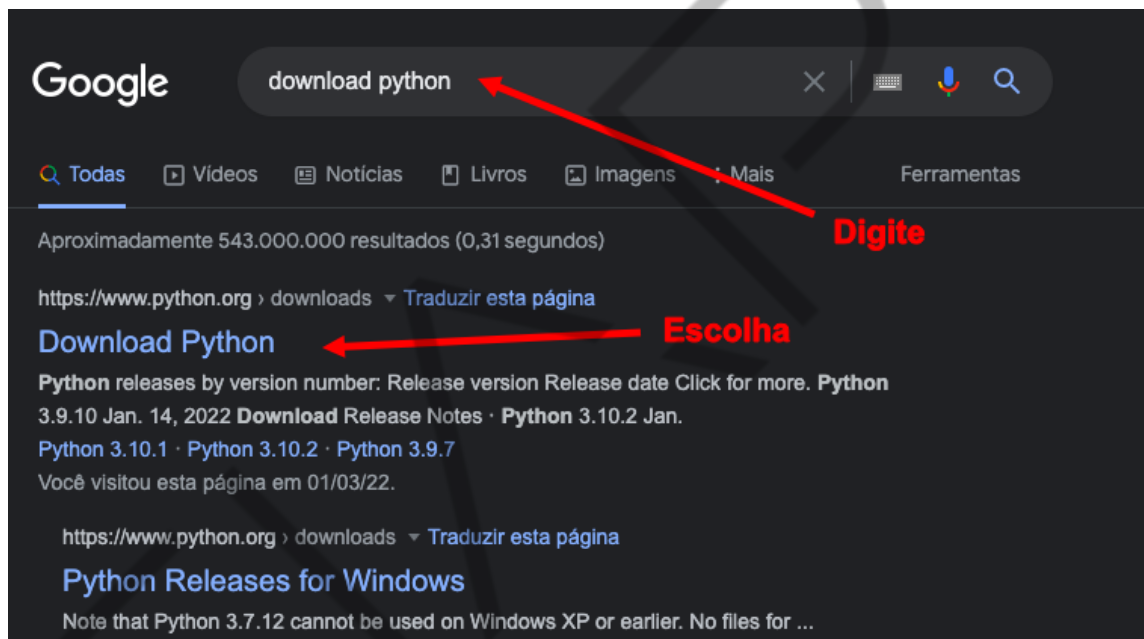 Google
download python
Todas Vídeos Notícias Livros Imagens Mais Ferramentas
Aproximadamente 543.000.000 resultados (0,31 segundos)
Digite
https://www.python.org › downloads Traduzir esta página
Download Python
Escolha
Python releases by version number: Release version Release date Click for more. Python
3.9.10 Jan. 14, 2022 Download Release Notes · Python 3.10.2 Jan.
Python 3.10.1 · Python 3.10.2 · Python 3.9.7
Você visitou esta página em 01/03/22.
https://www.python.org › downloads Traduzir esta página
Python Releases for Windows
Note that Python 3.7.12 cannot be used on Windows XP or earlier. No files for ...